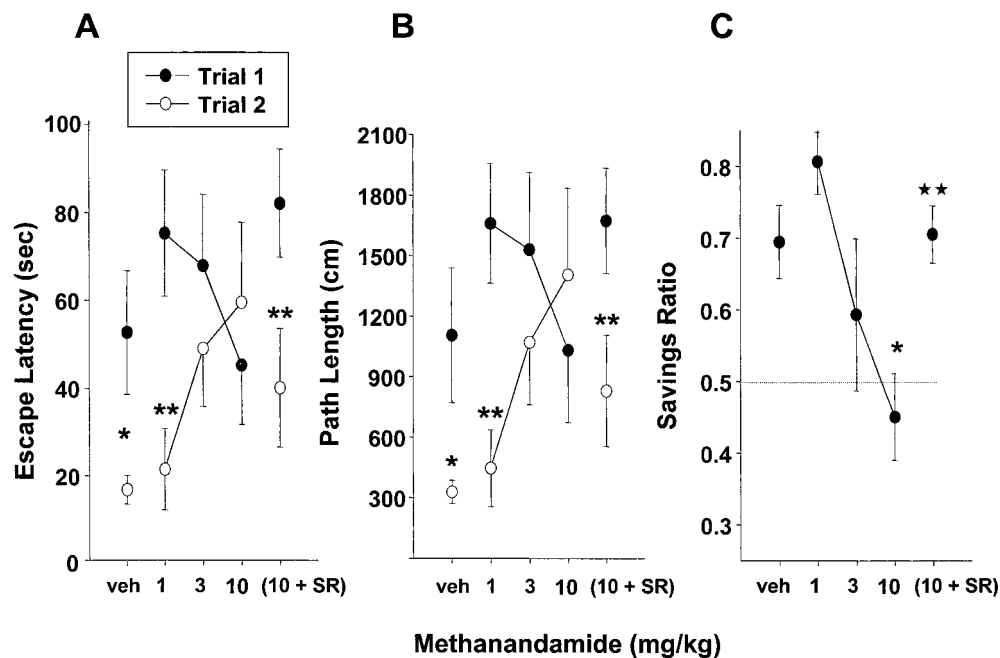 A
B
C
Trial 1
Trial 2
Escape Latency (sec)
100
80
60
40
20
0
*
**
**
veh 1 3 10 (10 + SR)
Path Length (cm)
2100
1800
1500
1200
900
600
300
*
**
**
veh 1 3 10 (10 + SR)
Savings Ratio
0.8
0.7
0.6
0.5
0.4
0.3
★★
*
veh 1 3 10 (10 + SR)
Methanandamide (mg/kg)